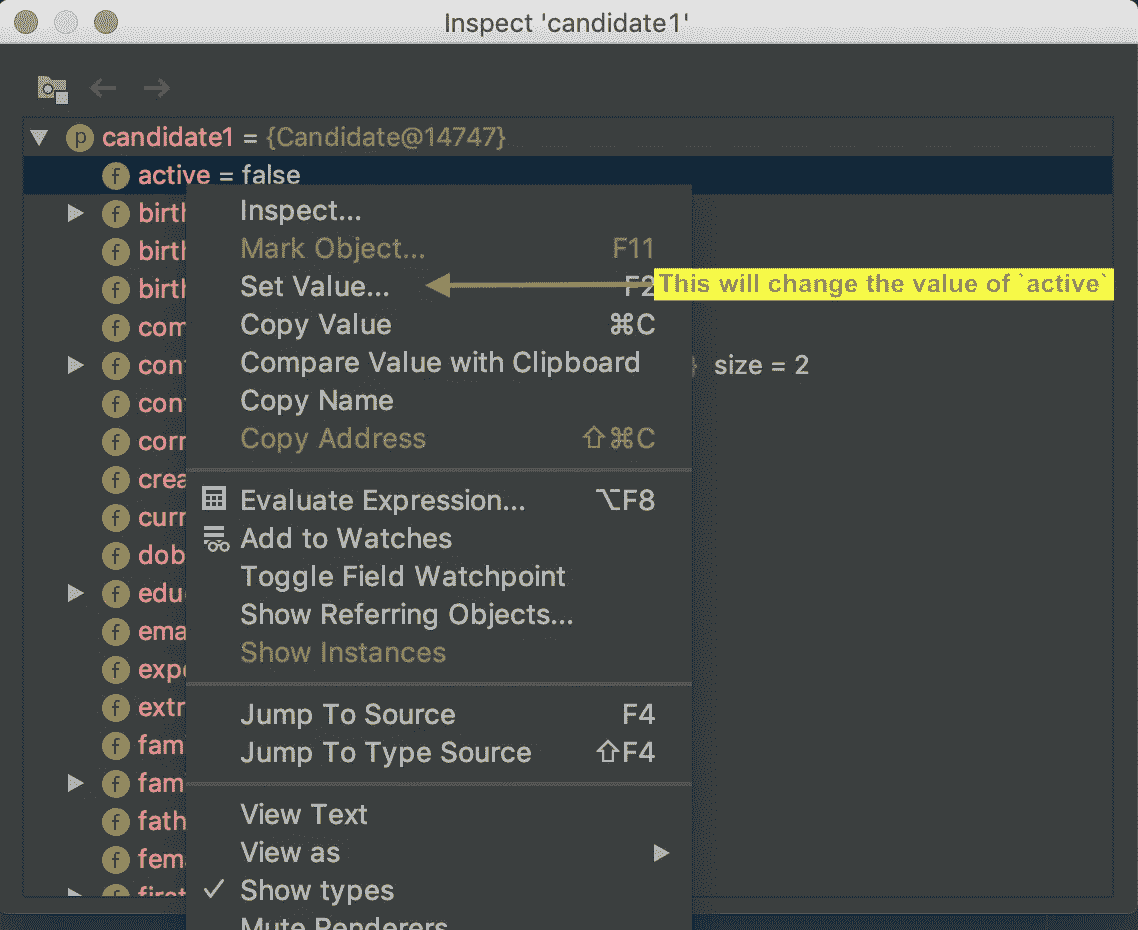 Inspect 'candidate1'
p candidate1 = {Candidate@14747}
f active = false
f birth
f birth
f birth
f com
f con } size = 2
f con
f corr
f crea
f curr
f dob
f edu
f ema
f expe
f extr
f fam
f fam
f fath
f fem
f first
Inspect...
Mark Object... F11
Set Value... F2 This will change the value of `active`
Copy Value ⌘C
Compare Value with Clipboard
Copy Name
Copy Address ⇧⌘C
Evaluate Expression... ⌥F8
Add to Watches
Toggle Field Watchpoint
Show Referring Objects...
Show Instances
Jump To Source F4
Jump To Type Source ⇧F4
View Text
View as
Show types
Mute Renderers